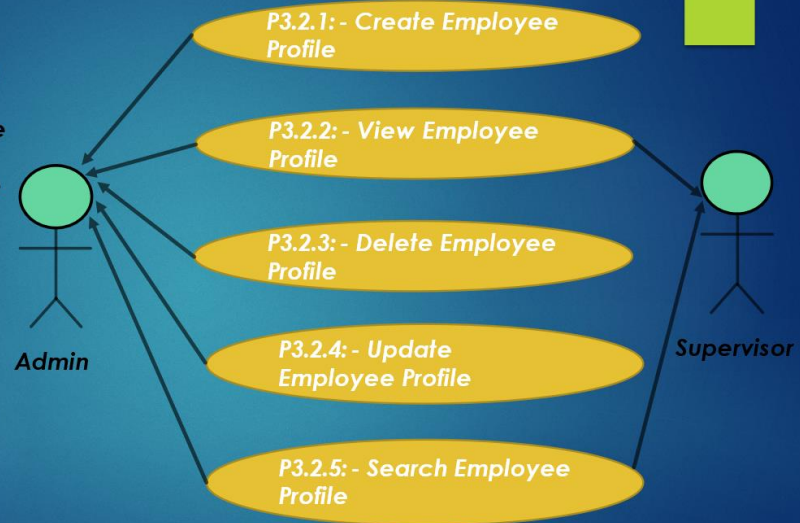 P3.2.1: - Create Employee
Profile
P3.2.2: - View Employee
Profile
P3.2.3: - Delete Employee
Profile
P3.2.4: - Update
Employee Profile
Admin
Supervisor
P3.2.5: - Search Employee
Profile